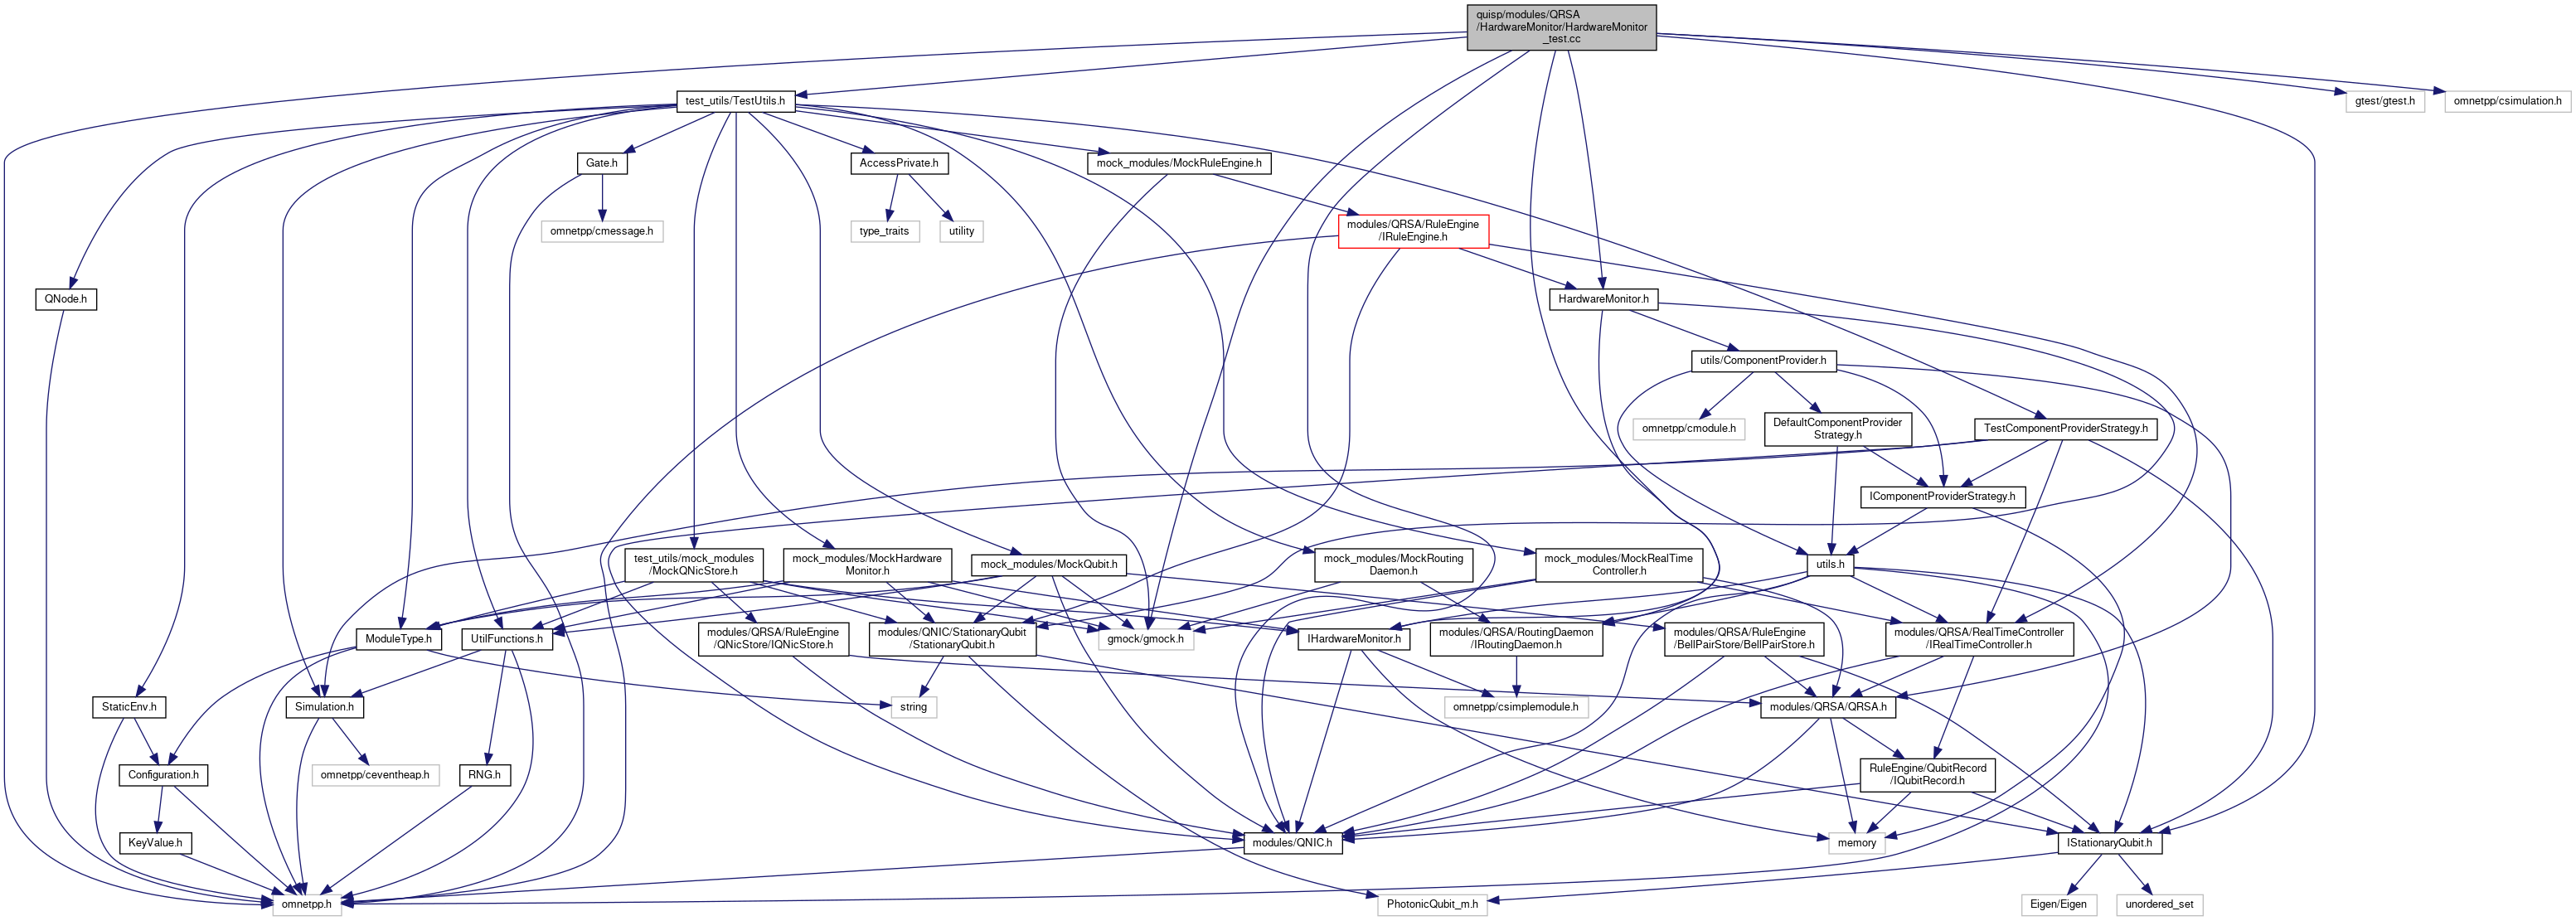 quisp/modules/QRSA
/HardwareMonitor/HardwareMonitor
_test.cc
test_utils/TestUtils.h
gtest/gtest.h
omnetpp/csimulation.h
Gate.h
AccessPrivate.h
mock_modules/MockRuleEngine.h
omnetpp/cmessage.h
type_traits
utility
modules/QRSA/RuleEngine
/IRuleEngine.h
QNode.h
HardwareMonitor.h
utils/ComponentProvider.h
omnetpp/cmodule.h
DefaultComponentProvider
Strategy.h
TestComponentProviderStrategy.h
IComponentProviderStrategy.h
test_utils/mock_modules
/MockQNicStore.h
mock_modules/MockHardware
Monitor.h
mock_modules/MockQubit.h
mock_modules/MockRouting
Daemon.h
mock_modules/MockRealTime
Controller.h
utils.h
ModuleType.h
UtilFunctions.h
modules/QRSA/RuleEngine
/QNicStore/IQNicStore.h
modules/QNIC/StationaryQubit
/StationaryQubit.h
gmock/gmock.h
IHardwareMonitor.h
modules/QRSA/RoutingDaemon
/IRoutingDaemon.h
modules/QRSA/RuleEngine
/BellPairStore/BellPairStore.h
modules/QRSA/RealTimeController
/IRealTimeController.h
StaticEnv.h
Simulation.h
string
omnetpp/csimplemodule.h
modules/QRSA/QRSA.h
Configuration.h
omnetpp/ceventheap.h
RNG.h
RuleEngine/QubitRecord
/IQubitRecord.h
KeyValue.h
modules/QNIC.h
memory
IStationaryQubit.h
omnetpp.h
PhotonicQubit_m.h
Eigen/Eigen
unordered_set